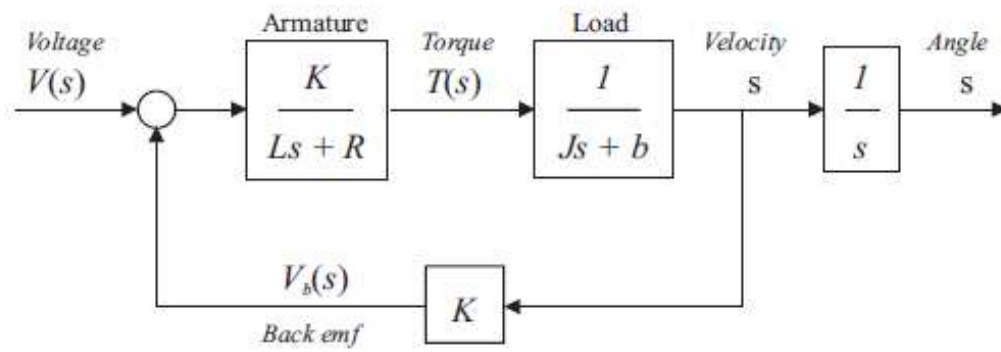 Armature
Load
Voltage
Torque
Velocity
Angle
V(s)
K
Ls + R
T(s)
1
Js + b
s
1
s
s
V_b(s)
K
Back emf